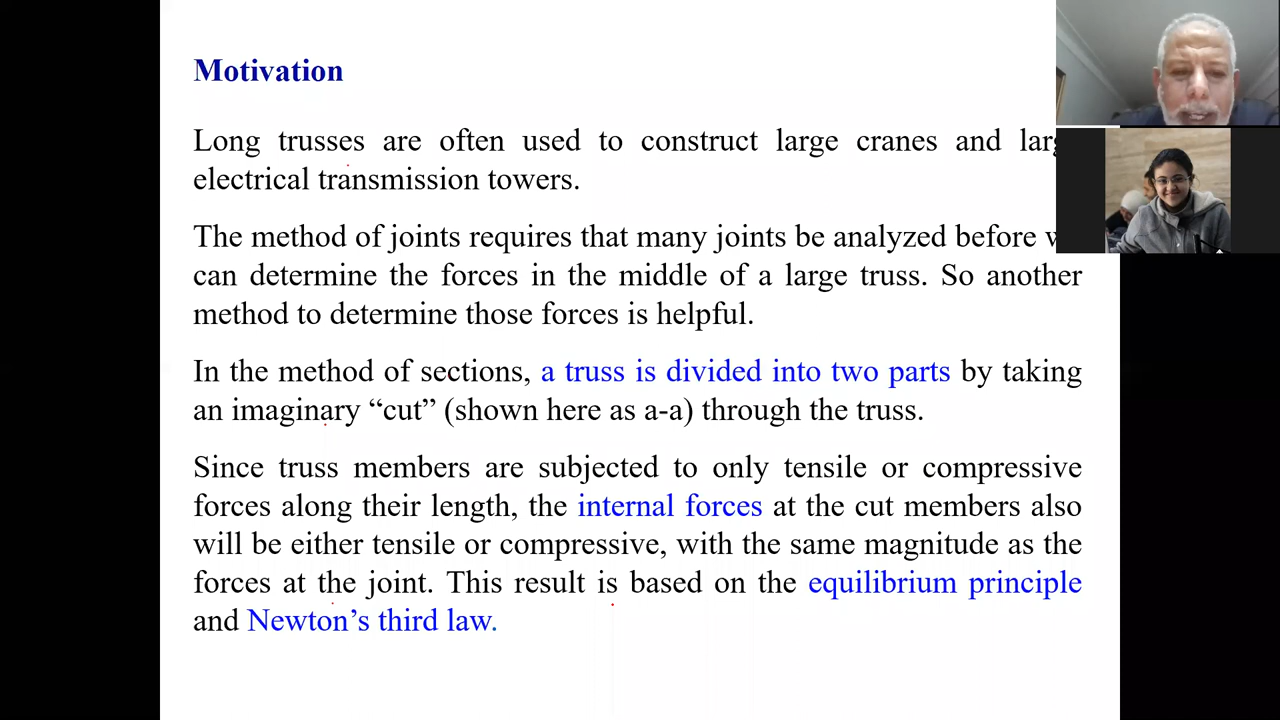 Motivation
Long trusses are often used to construct large cranes and
electrical transmission towers.
The method of joints requires that many joints be analyzed before
can determine the forces in the middle of a large truss. So another
method to determine those forces is helpful.
In the method of sections, a truss is divided into two parts by taking
an imaginary “cut” (shown here as a-a) through the truss.
Since truss members are subjected to only tensile or compressive
forces along their length, the internal forces at the cut members also
will be either tensile or compressive, with the same magnitude as the
forces at the joint. This result is based on the equilibrium principle
and Newton’s third law.